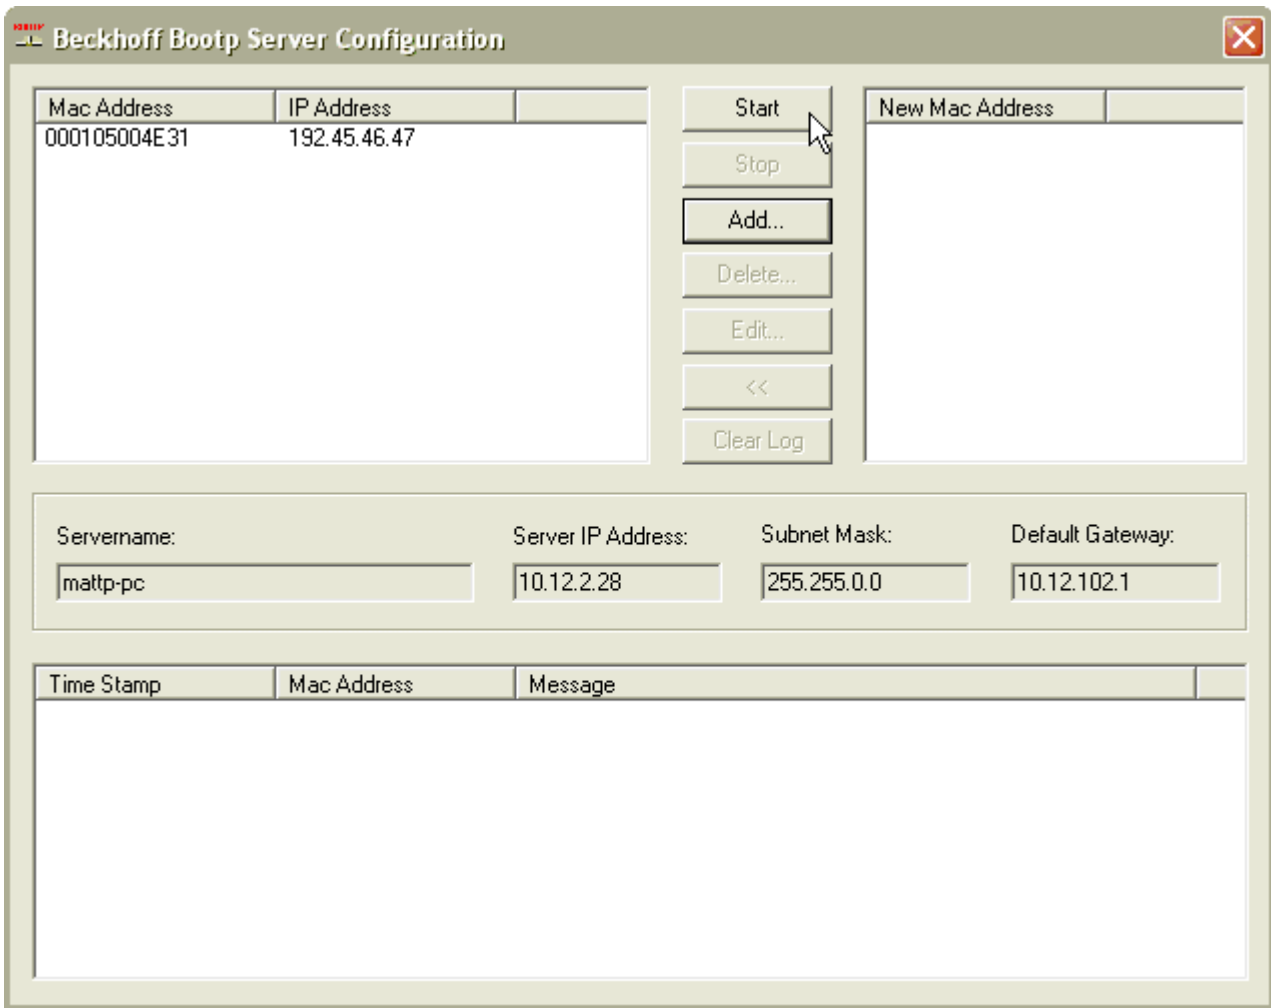 Beckhoff Bootp Server Configuration
Mac Address IP Address
000105004E31 192.45.46.47
Start
Stop
Add...
Delete...
Edit...
<<
Clear Log
New Mac Address
Servername: Server IP Address: Subnet Mask: Default Gateway:
mattp-pc 10.12.2.28 255.255.0.0 10.12.102.1
Time Stamp Mac Address Message